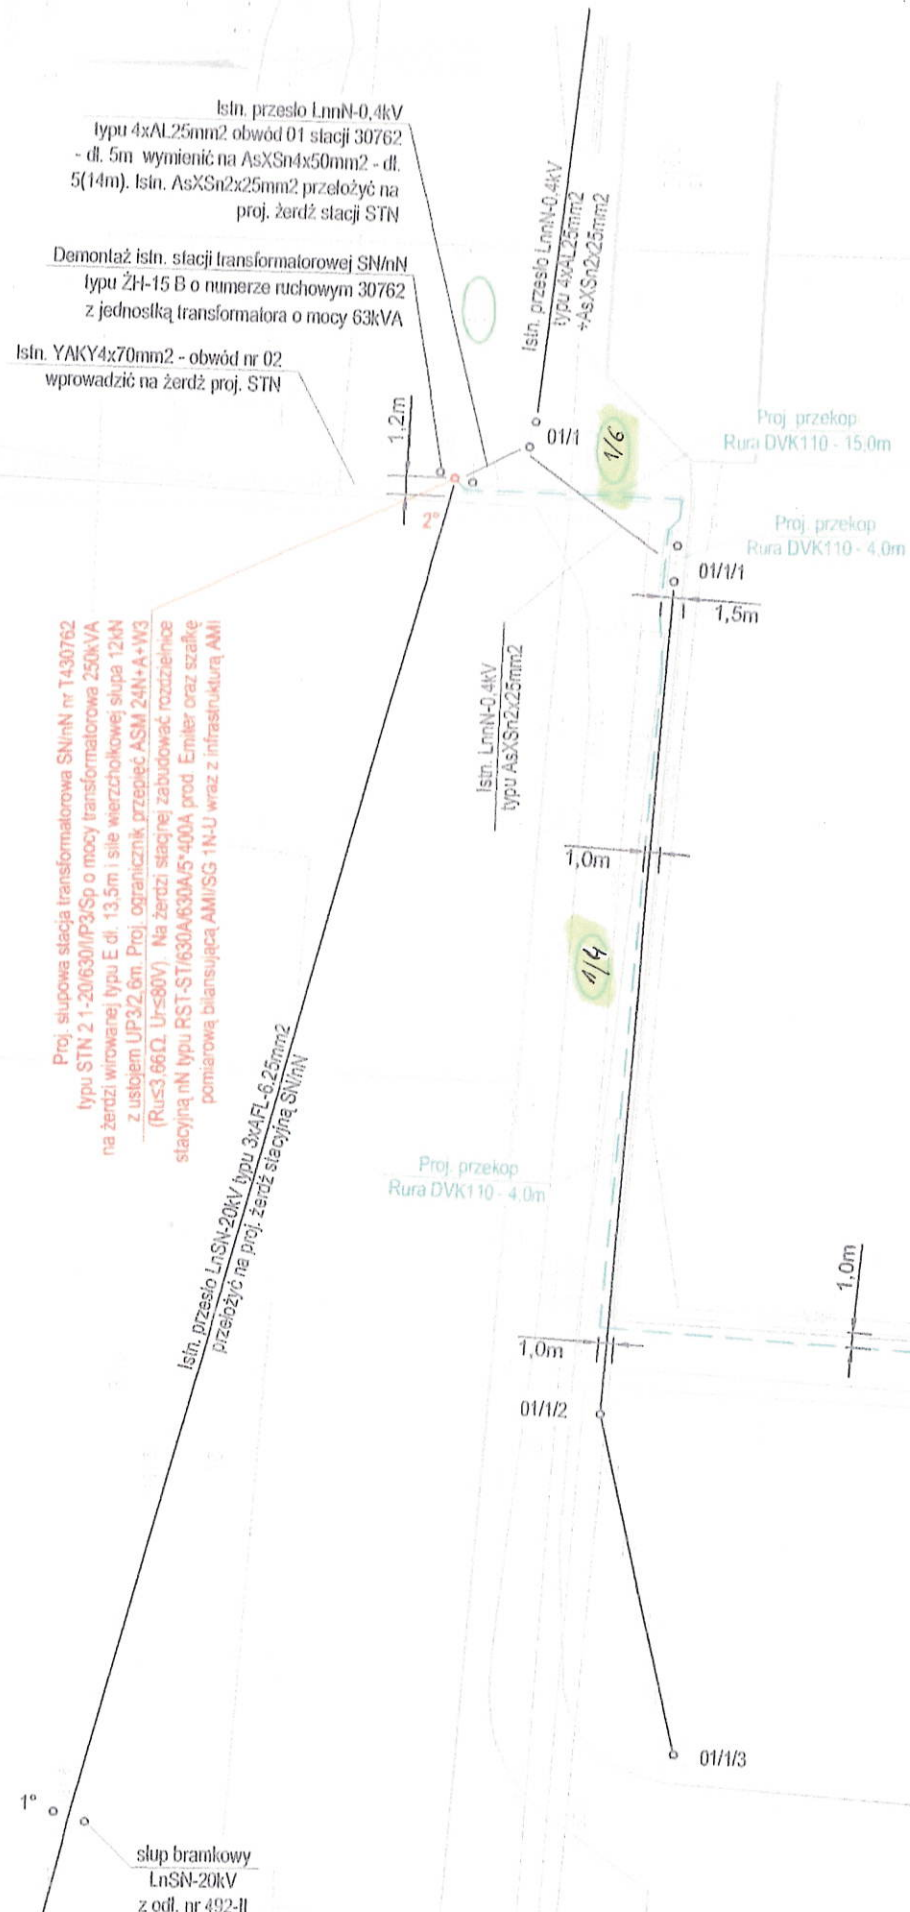 Istn. przesło LnnN-0,4kV
typu 4xAL25mm2 obwód 01 stacji 30762
- dł. 5m wymienić na AsXSn4x50mm2 - dł.
5(14m). Istn. AsXSn2x25mm2 przełożyć na
proj. żerdź stacji STN
Demontaż istn. stacji transformatorowej SN/nN
typu ŻH-15 B o numerze ruchowym 30762
z jednostką transformatora o mocy 63kVA
Istn. YAKY4x70mm2 - obwód nr 02
wprowadzić na żerdź proj. STN
Istn. przesło LnnN-0,4kV
typu 4xAL25mm2
+AsXSn2x25mm2
1,2m
01/1
1/6
Proj. przekop
Rura DVK110 - 15,0m
2°
Proj. przekop
Rura DVK110 - 4,0m
01/1/1
1,5m
Proj. słupowa stacja transformatorowa SN/nN nr T430762
typu STN 2 1-20/630/I/P3/Sp o mocy transformatorowa 250kVA
na żerdzi wirowanej typu E dł. 13,5m i sile wierzchołkowej słupa 12kN
z ustojem UP3/2,6m. Proj. ogranicznik przepięć ASM 24N+A+W3
(Ru≤3,66Ω, Ur≤80V). Na żerdzi stacjnej zabudować rozdzielnice
stacyjną nN typu RST-ST/630A/630A/5*400A prod. Emiter oraz szafkę
pomiarową bilansującą AMI/SG 1N-U wraz z infrastrukturą AMI
Istn. LnnN-0,4kV
typu AsXSn2x25mm2
1,0m
1/4
Istn. przesło LnSN-20kV typu 3xAFL-6,25mm2
przełożyć na proj. żerdź stacyjną SN/nN
Proj. przekop
Rura DVK110 - 4,0m
1,0m
1,0m
01/1/2
01/1/3
1°
słup bramkowy
LnSN-20kV
z odł. nr 492-II